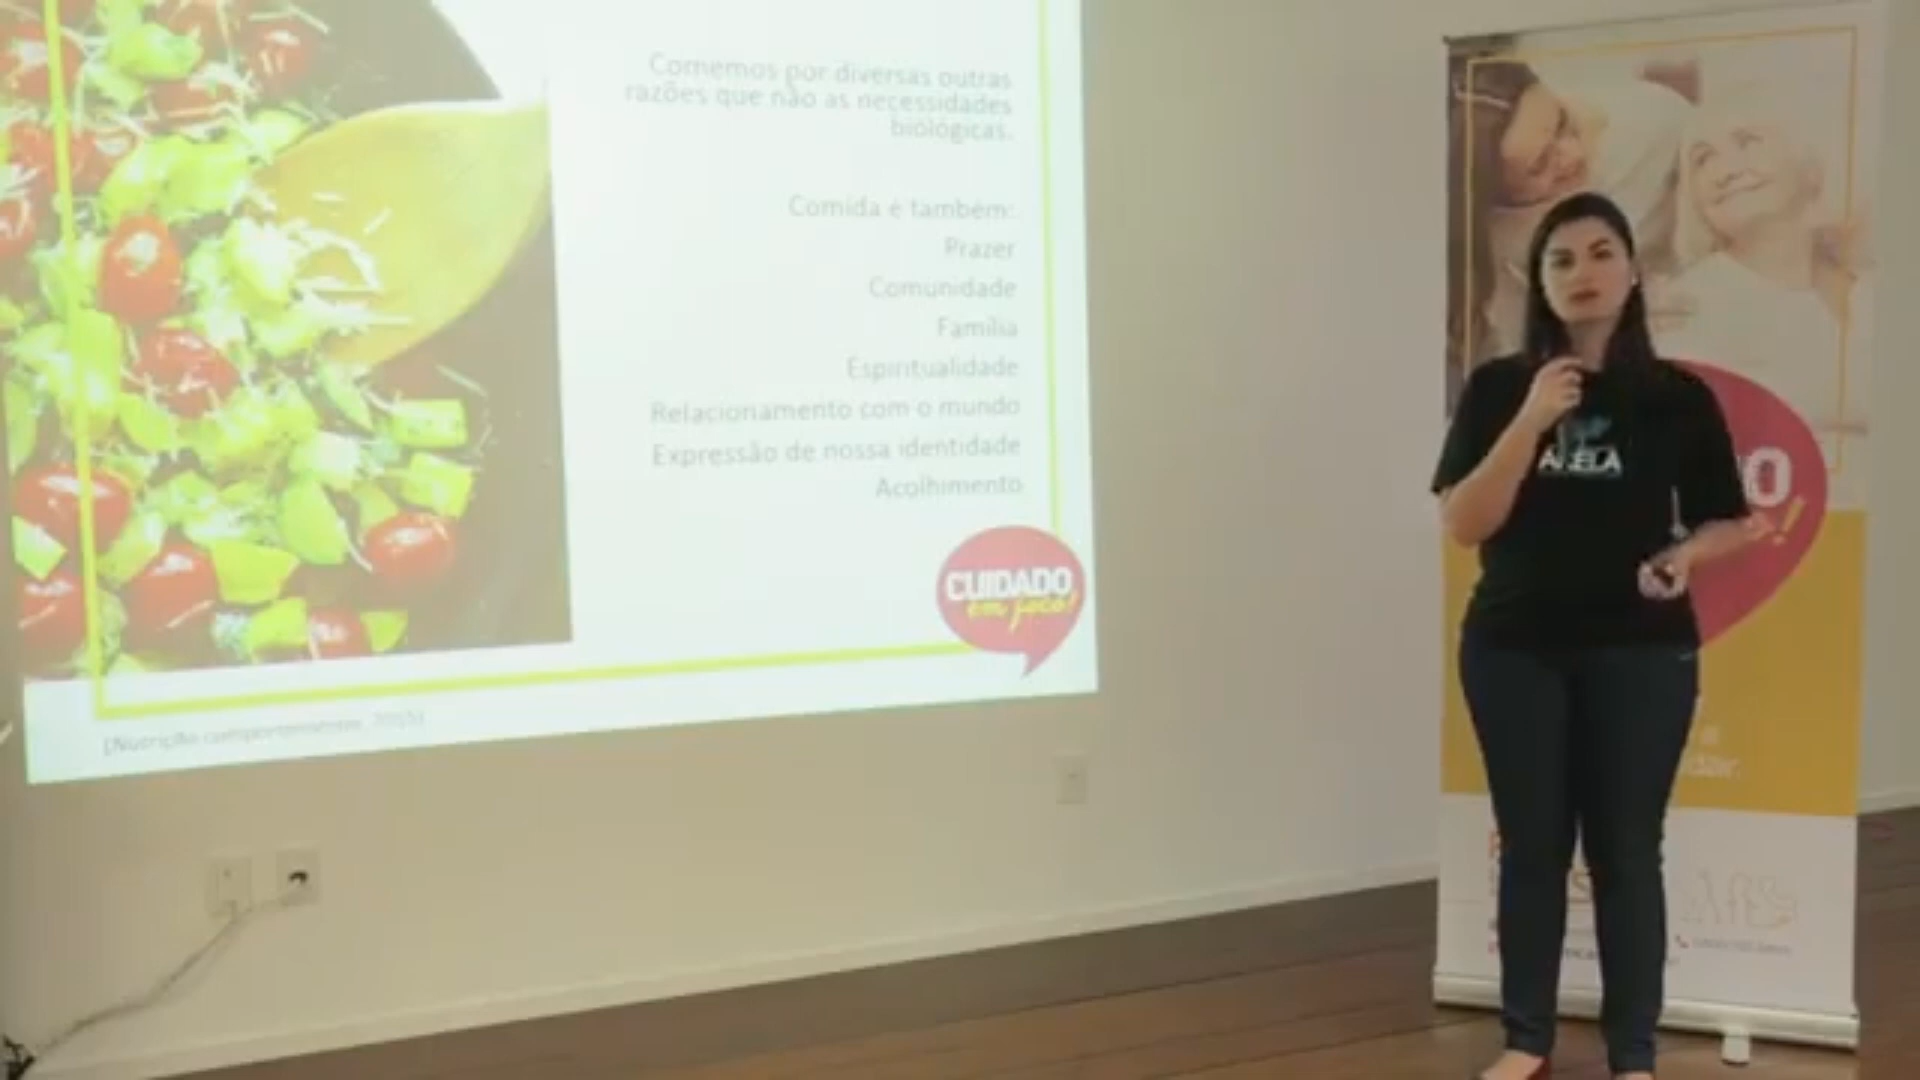 Comemos por diversas outras
razões que não as necessidades
biológicas.
Comida é também:
Prazer
Comunidade
Família
Espiritualidade
Relacionamento com o mundo
Expressão de nossa identidade
Acolhimento
CUIDADO
em foco!